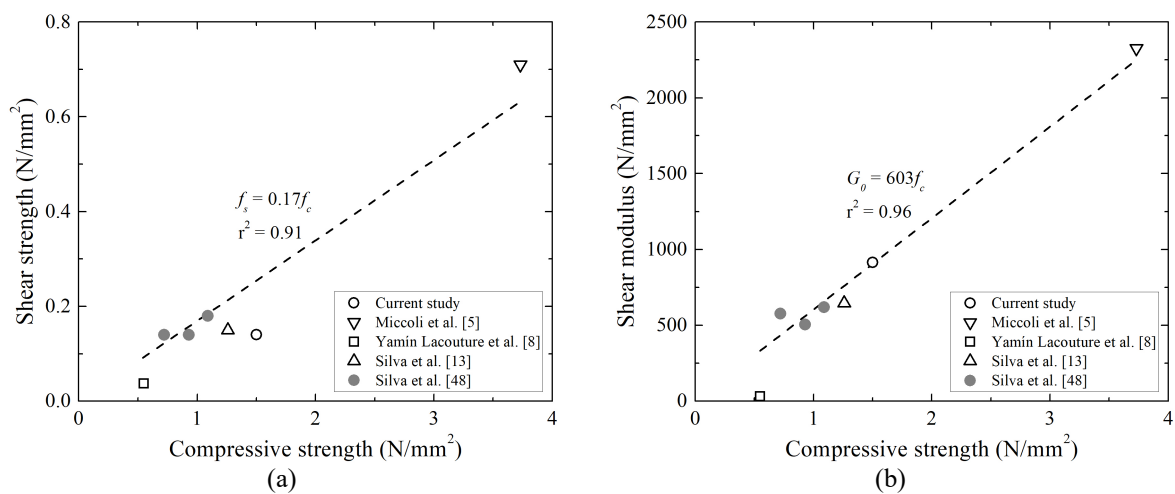 0.8
0.6
0.4
0.2
0.0
Shear strength (N/mm²)
f_s = 0.17f_c
r² = 0.91
Current study
Miccoli et al. [5]
Yamín Lacouture et al. [8]
Silva et al. [13]
Silva et al. [48]
0 1 2 3 4
Compressive strength (N/mm²)
(a)
2500
2000
1500
1000
500
0
Shear modulus (N/mm²)
G_0 = 603f_c
r² = 0.96
Current study
Miccoli et al. [5]
Yamín Lacouture et al. [8]
Silva et al. [13]
Silva et al. [48]
0 1 2 3 4
Compressive strength (N/mm²)
(b)